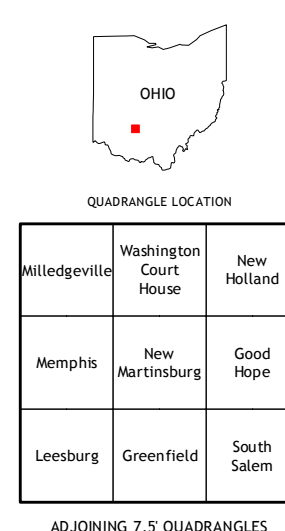 OHIO
QUADRANGLE LOCATION
Milledgeville
Washington
Court
House
New
Holland
Memphis
New
Martinsburg
Good
Hope
Leesburg
Greenfield
South
Salem
ADJOINING 7.5' QUADRANGLES